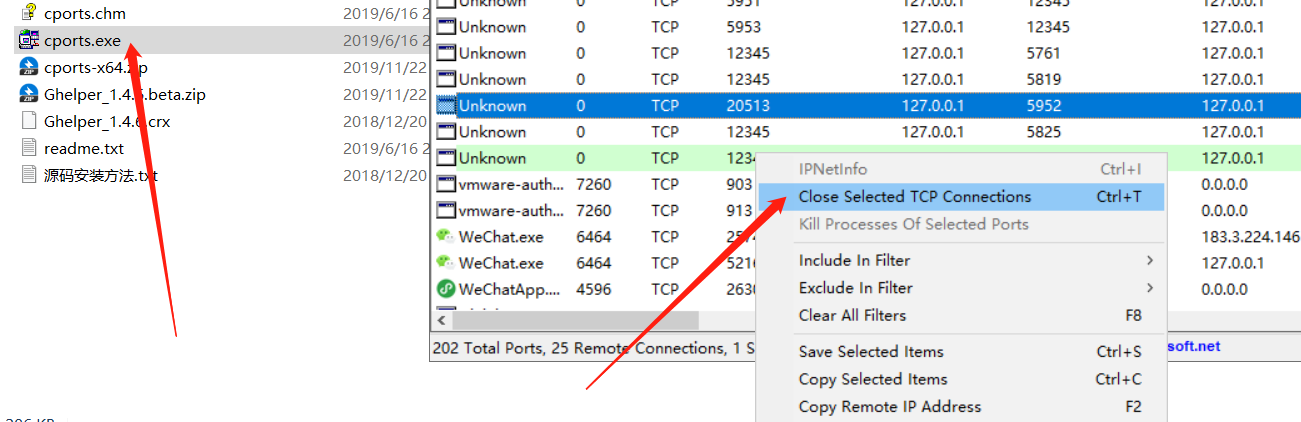 cports.chm 2019/6/16 2
cports.exe 2019/6/16 2
cports-x64.zip 2019/11/22
Ghelper_1.4.6.beta.zip 2019/11/22
Ghelper_1.4.6.crx 2018/12/20
readme.txt 2019/6/16 2
源码安装方法.txt 2018/12/20
Unknown 0 TCP 5951 127.0.0.1 12345 127.0.0.1
Unknown 0 TCP 5953 127.0.0.1 12345 127.0.0.1
Unknown 0 TCP 12345 127.0.0.1 5761 127.0.0.1
Unknown 0 TCP 12345 127.0.0.1 5819 127.0.0.1
Unknown 0 TCP 20513 127.0.0.1 5952 127.0.0.1
Unknown 0 TCP 12345 127.0.0.1 5825 127.0.0.1
Unknown 0 TCP 1234 127.0.0.1
vmware-auth... 7260 TCP 903 0.0.0.0
vmware-auth... 7260 TCP 913 0.0.0.0
WeChat.exe 6464 TCP 2574 183.3.224.146
WeChat.exe 6464 TCP 5216 127.0.0.1
WeChatApp.... 4596 TCP 2630 0.0.0.0
202 Total Ports, 25 Remote Connections, 1 S
soft.net
IPNetInfo Ctrl+I
Close Selected TCP Connections Ctrl+T
Kill Processes Of Selected Ports
Include In Filter
Exclude In Filter
Clear All Filters F8
Save Selected Items Ctrl+S
Copy Selected Items Ctrl+C
Copy Remote IP Address F2